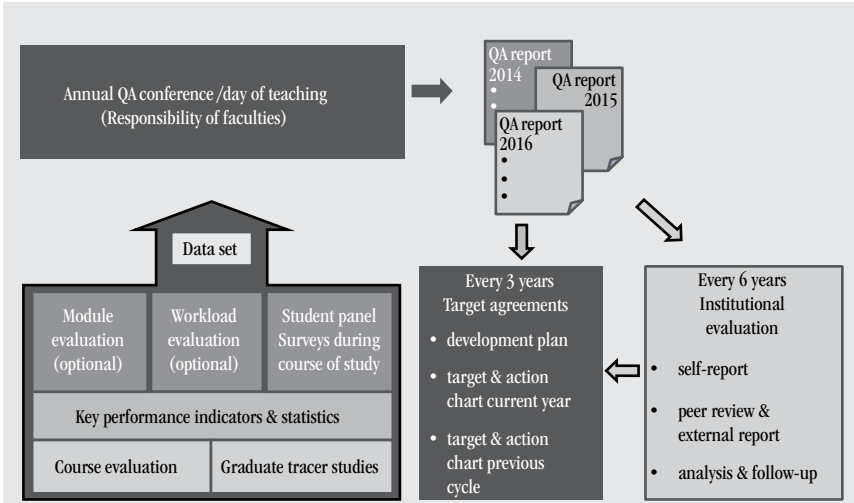 Annual QA conference /day of teaching
(Responsibility of faculties)
QA report
2014
•
•
QA report
2015
QA report
2016
•
•
•
Data set
Module
evaluation
(optional)
Workload
evaluation
(optional)
Student panel
Surveys during
course of study
Key performance indicators & statistics
Course evaluation
Graduate tracer studies
Every 3 years
Target agreements
• development plan
• target & action
chart current year
• target & action
chart previous
cycle
Every 6 years
Institutional
evaluation
• self-report
• peer review &
external report
• analysis & follow-up